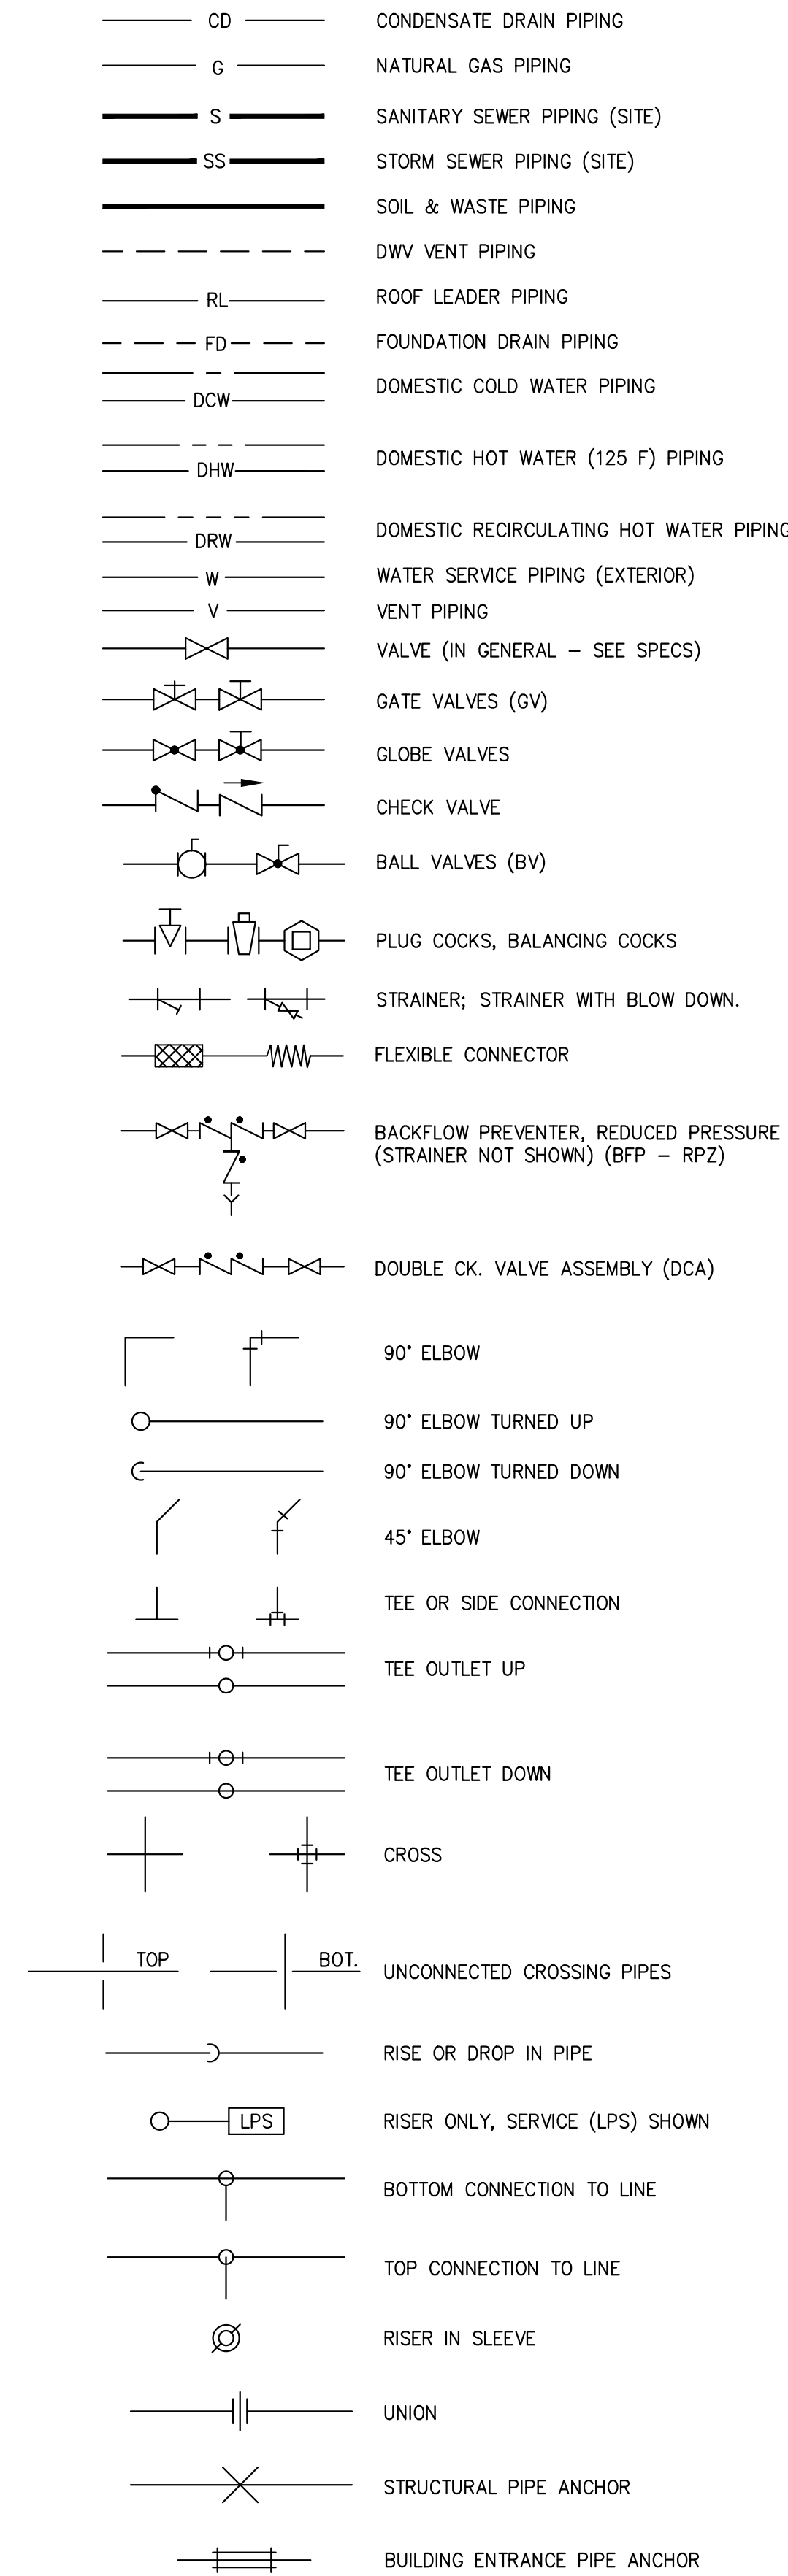 CD CONDENSATE DRAIN PIPING
G NATURAL GAS PIPING
S SANITARY SEWER PIPING (SITE)
SS STORM SEWER PIPING (SITE)
SOIL & WASTE PIPING
DWV VENT PIPING
RL ROOF LEADER PIPING
FD FOUNDATION DRAIN PIPING
DCW DOMESTIC COLD WATER PIPING
DHW DOMESTIC HOT WATER (125 F) PIPING
DRW DOMESTIC RECIRCULATING HOT WATER PIPING
W WATER SERVICE PIPING (EXTERIOR)
V VENT PIPING
VALVE (IN GENERAL – SEE SPECS)
GATE VALVES (GV)
GLOBE VALVES
CHECK VALVE
BALL VALVES (BV)
PLUG COCKS, BALANCING COCKS
STRAINER; STRAINER WITH BLOW DOWN.
FLEXIBLE CONNECTOR
BACKFLOW PREVENTER, REDUCED PRESSURE
(STRAINER NOT SHOWN) (BFP – RPZ)
DOUBLE CK. VALVE ASSEMBLY (DCA)
90° ELBOW
90° ELBOW TURNED UP
90° ELBOW TURNED DOWN
45° ELBOW
TEE OR SIDE CONNECTION
TEE OUTLET UP
TEE OUTLET DOWN
CROSS
TOP BOT. UNCONNECTED CROSSING PIPES
RISE OR DROP IN PIPE
LPS RISER ONLY, SERVICE (LPS) SHOWN
BOTTOM CONNECTION TO LINE
TOP CONNECTION TO LINE
RISER IN SLEEVE
UNION
STRUCTURAL PIPE ANCHOR
BUILDING ENTRANCE PIPE ANCHOR